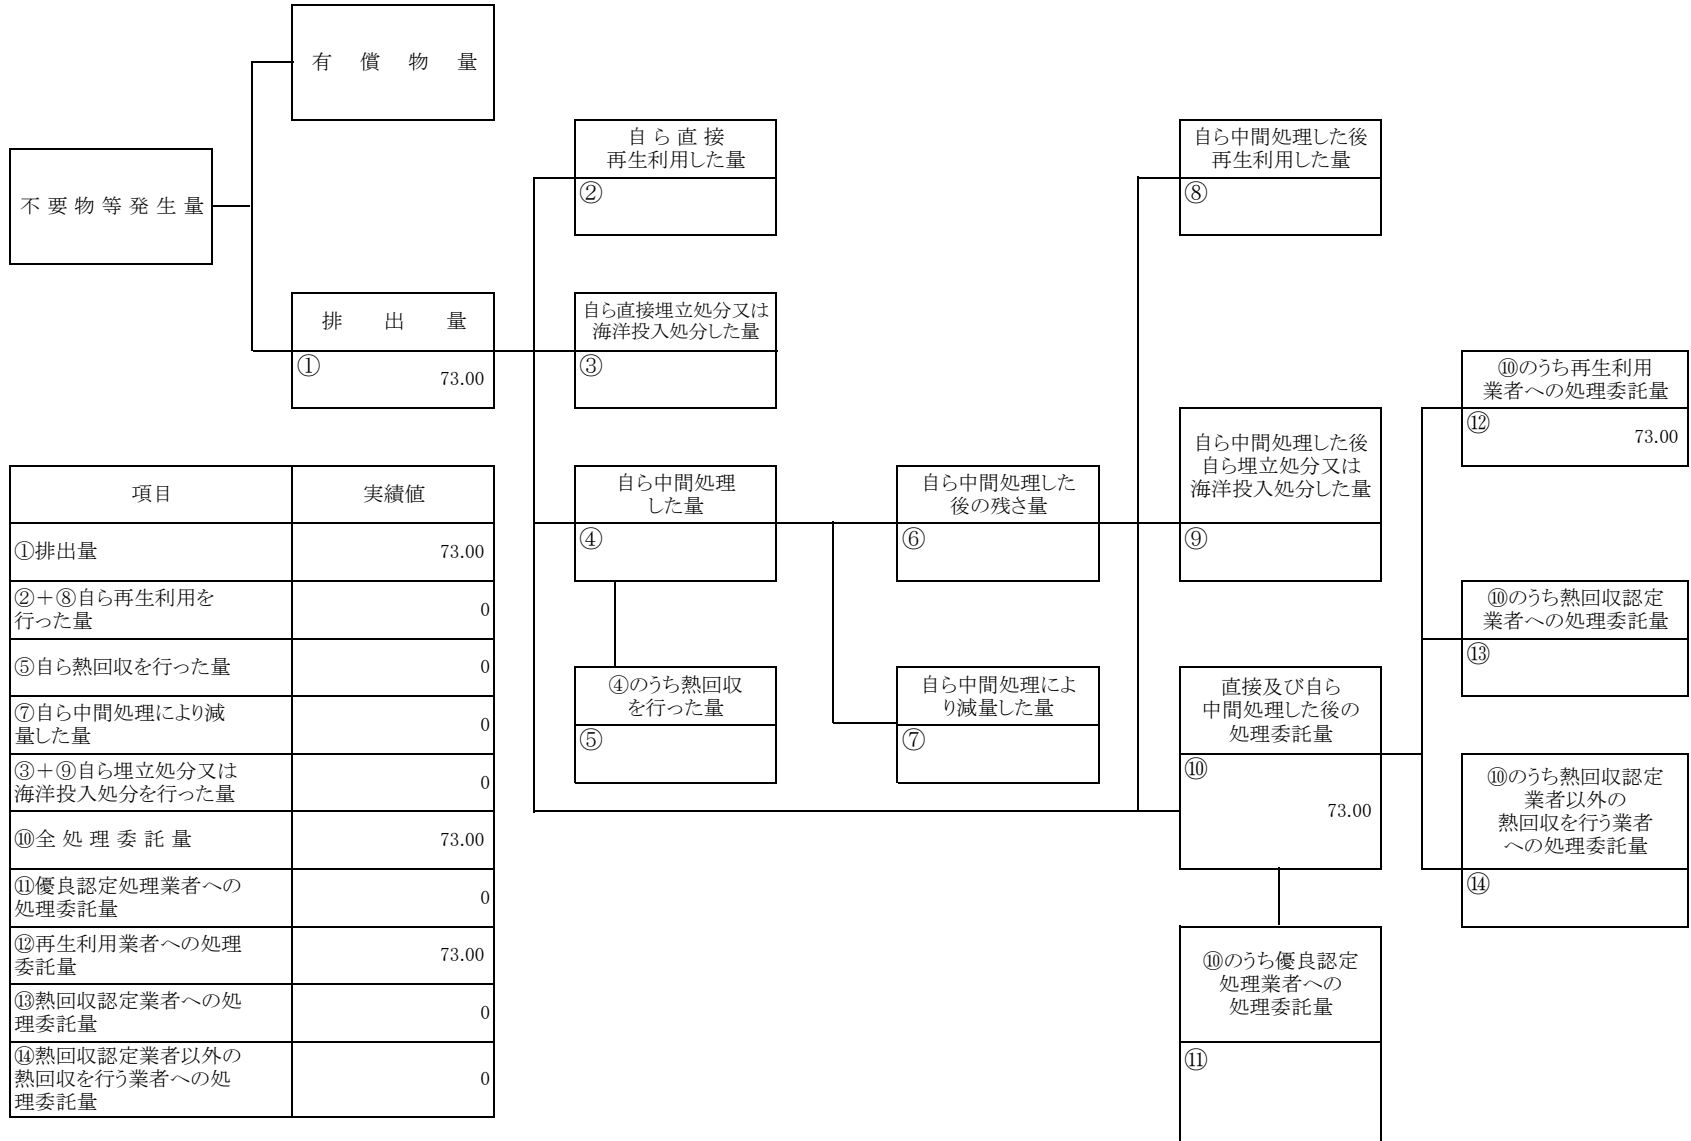 有償物量
不要物等発生量
排出量
①
73.00
自ら直接
再生利用した量
②
自ら直接埋立処分又は
海洋投入処分した量
③
自ら中間処理
した量
④
④のうち熱回収
を行った量
⑤
自ら中間処理した
後の残さ量
⑥
自ら中間処理によ
り減量した量
⑦
自ら中間処理した後
再生利用した量
⑧
自ら中間処理した後
自ら埋立処分又は
海洋投入処分した量
⑨
直接及び自ら
中間処理した後の
処理委託量
⑩
73.00
⑩のうち優良認定
処理業者への
処理委託量
⑪
⑩のうち再生利用
業者への処理委託量
⑫
73.00
⑩のうち熱回収認定
業者への処理委託量
⑬
⑩のうち熱回収認定
業者以外の
熱回収を行う業者
への処理委託量
⑭
項目 実績値
①排出量 73.00
②＋⑧自ら再生利用を
行った量 0
⑤自ら熱回収を行った量 0
⑦自ら中間処理により減
量した量 0
③＋⑨自ら埋立処分又は
海洋投入処分を行った量 0
⑩全処理委託量 73.00
⑪優良認定処理業者への
処理委託量 0
⑫再生利用業者への処理
委託量 73.00
⑬熱回収認定業者への処
理委託量 0
⑭熱回収認定業者以外の
熱回収を行う業者への処
理委託量 0